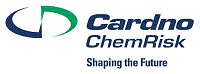 Cardno
ChemRisk
Shaping the Future